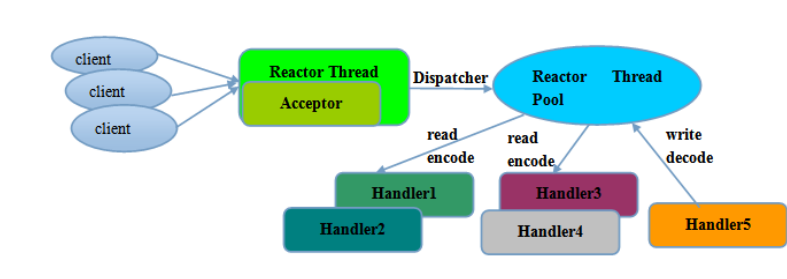 client
client
client
Reactor Thread
Acceptor
Dispatcher
Reactor Thread
Pool
read
encode
read
encode
write
decode
Handler1
Handler2
Handler3
Handler4
Handler5